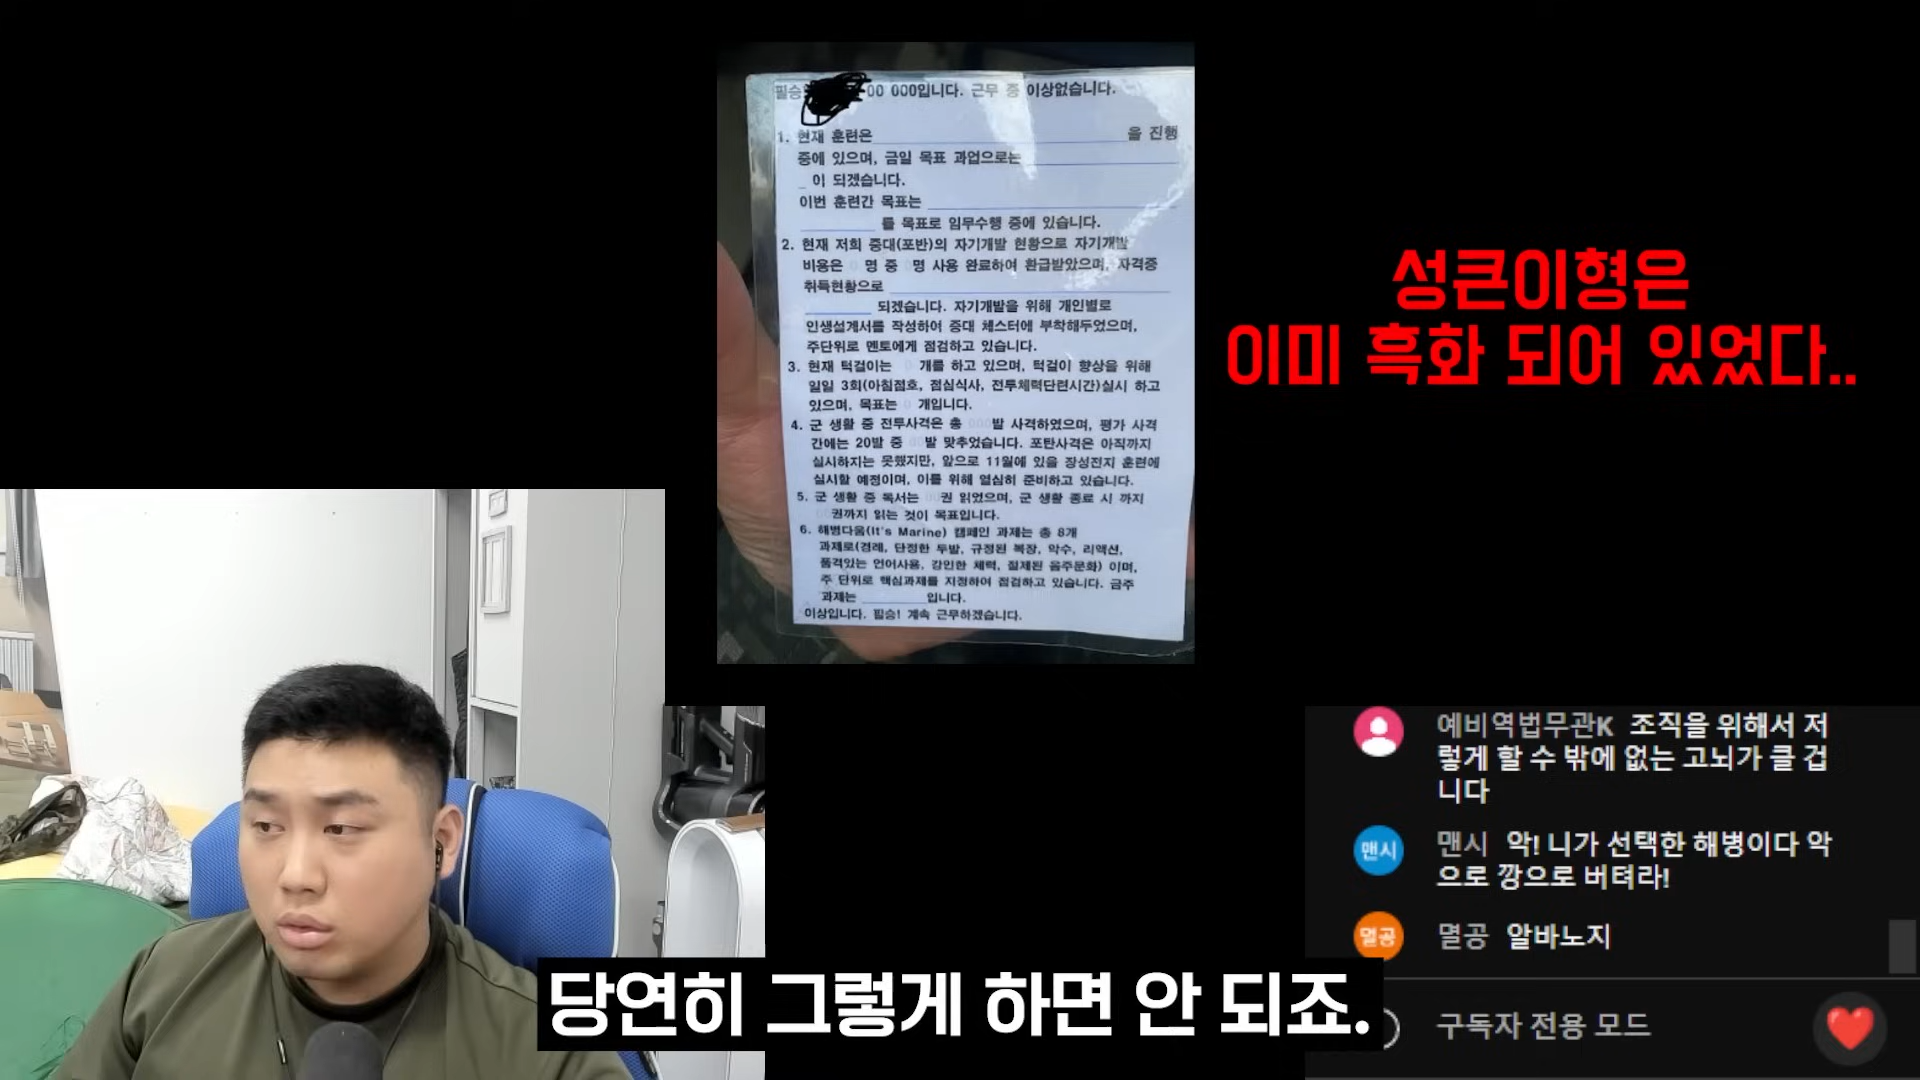 필승 00 000입니다. 근무 중 이상없습니다.
1. 현재 훈련은 을 진행
중에 있으며, 금일 목표 과업으로는
_ 이 되겠습니다.
이번 훈련간 목표는
를 목표로 임무수행 중에 있습니다.
2. 현재 저희 중대(포반)의 자기개발 현황으로 자기개발
비용은 0 명 중 0명 사용 완료하여 환급받았으며, 자격증
취득현황으로
되겠습니다. 자기개발을 위해 개인별로
인생설계서를 작성하여 중대 체스터에 부착해두었으며,
주단위로 멘토에게 점검하고 있습니다.
3. 현재 턱걸이는 0 개를 하고 있으며, 턱걸이 향상을 위해
일일 3회(아침점호, 점심식사, 전투체력단련시간)실시 하고
있으며, 목표는 0 개입니다.
4. 군 생활 중 전투사격은 총 000발 사격하였으며, 평가 사격
간에는 20발 중 00발 맞추었습니다. 포탄사격은 아직까지
실시하지는 못했지만, 앞으로 11월에 있을 장성전지 훈련에
실시할 예정이며, 이를 위해 열심히 준비하고 있습니다.
5. 군 생활 중 독서는 00권 읽었으며, 군 생활 종료 시 까지
00권까지 읽는 것이 목표입니다.
6. 해병다움(It's Marine) 캠페인 과제는 총 8개
과제로(경례, 단정한 두발, 규정된 복장, 악수, 리액션,
품격있는 언어사용, 강인한 체력, 절제된 음주문화) 이며,
주 단위로 핵심과제를 지정하여 점검하고 있습니다. 금주
과제는 입니다.
이상입니다. 필승! 계속 근무하겠습니다.
성큰이형은
이미 흑화 되어 있었다..
예비역법무관K 조직을 위해서 저
렇게 할 수 밖에 없는 고뇌가 클 겁
니다
맨시 맨시 악! 니가 선택한 해병이다 악
으로 깡으로 버텨라!
멸공 멸공 알바노지
구독자 전용 모드
당연히 그렇게 하면 안 되죠.